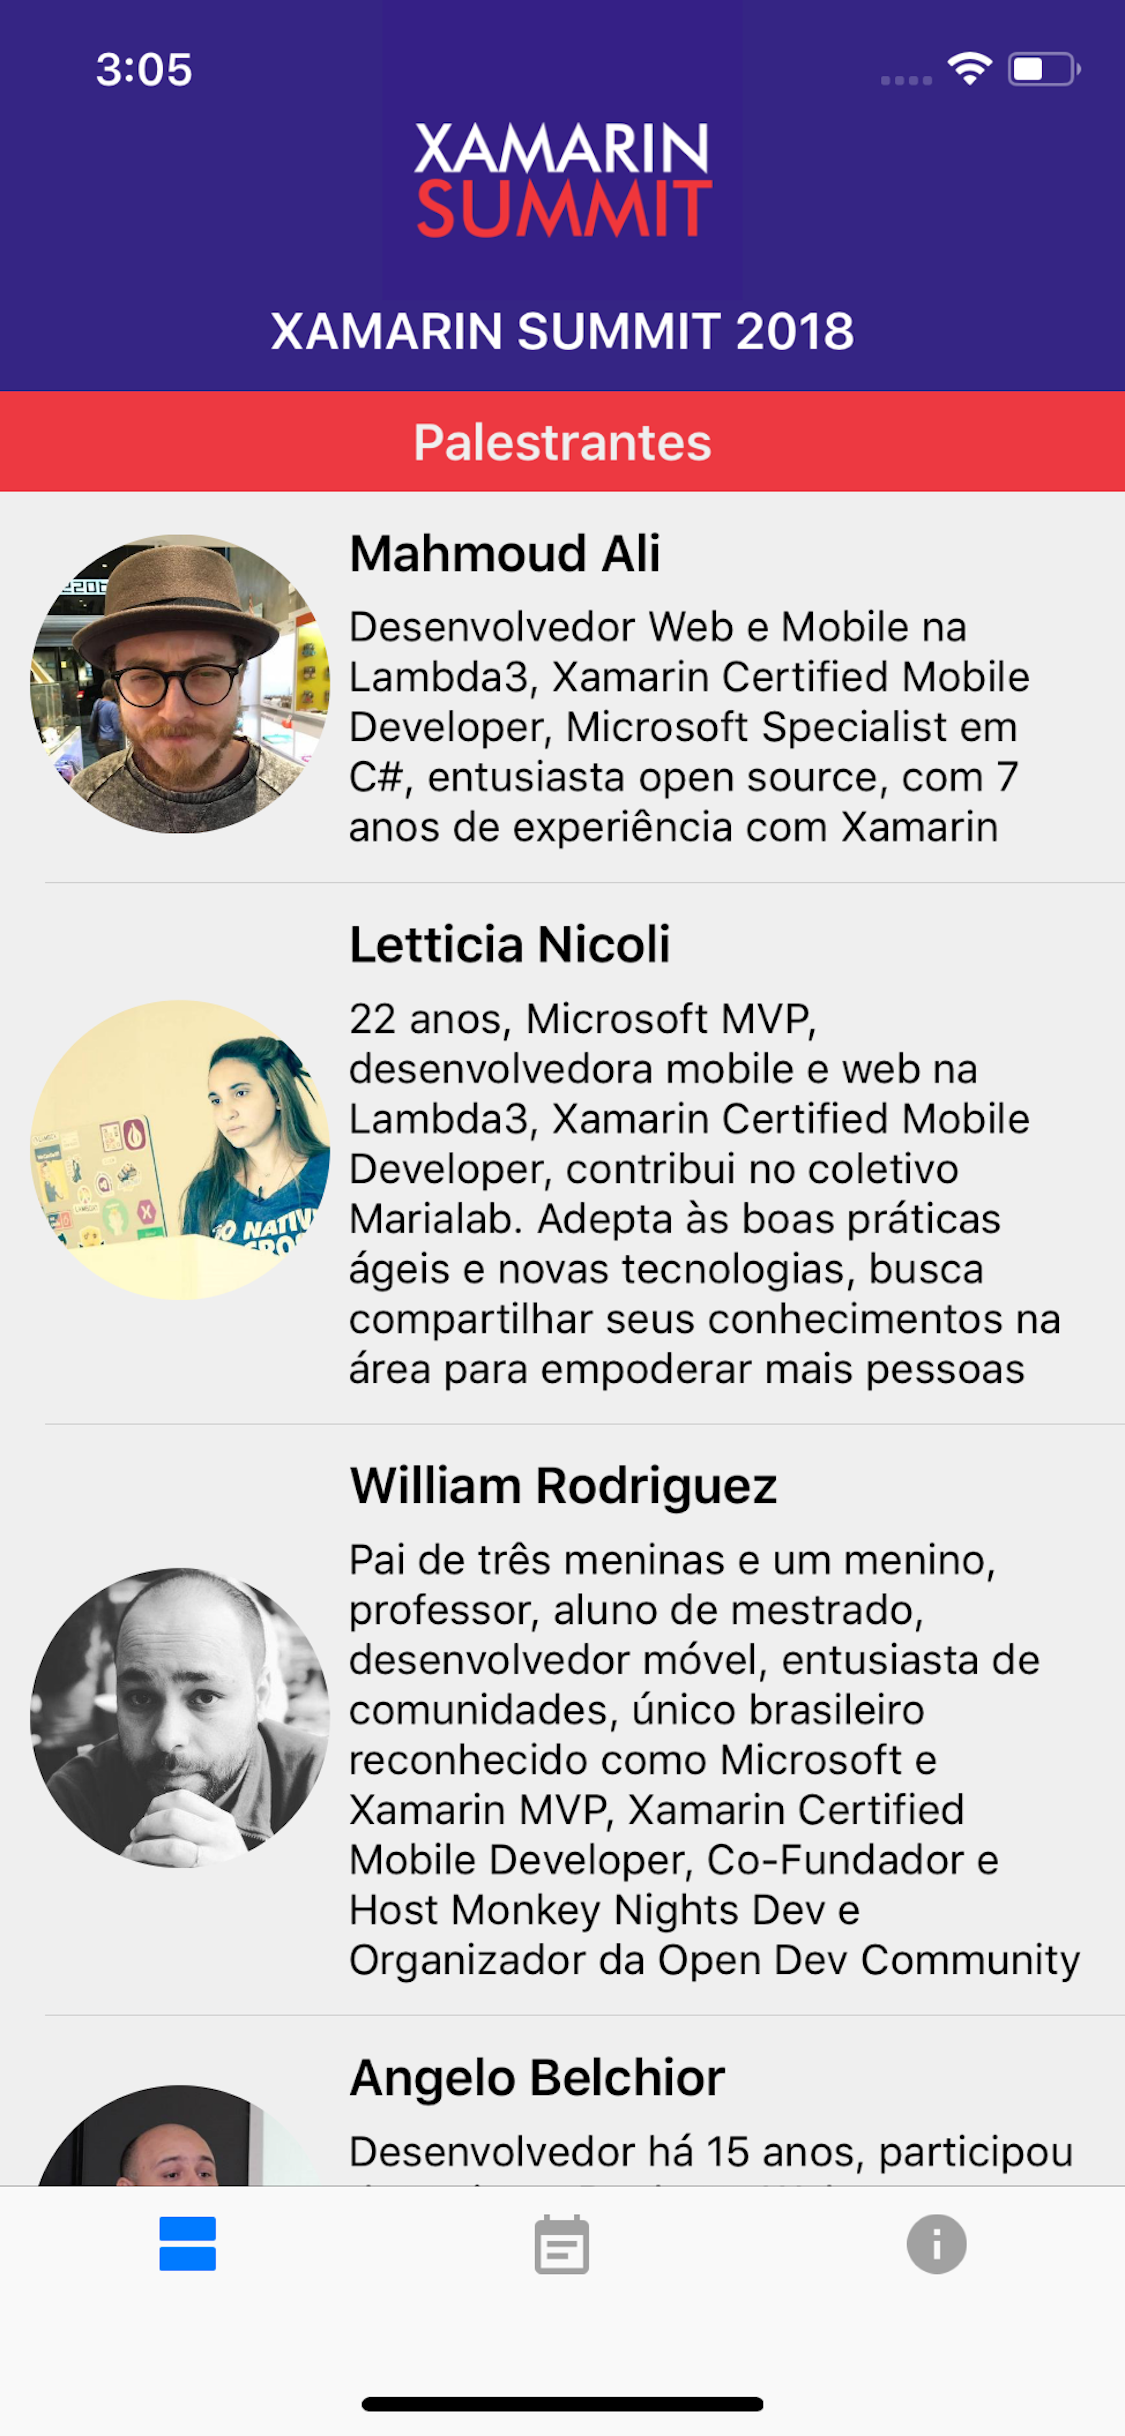 3:05
XAMARIN
SUMMIT
XAMARIN SUMMIT 2018
Palestrantes
Mahmoud Ali
Desenvolvedor Web e Mobile na
Lambda3, Xamarin Certified Mobile
Developer, Microsoft Specialist em
C#, entusiasta open source, com 7
anos de experiência com Xamarin
Letticia Nicoli
22 anos, Microsoft MVP,
desenvolvedora mobile e web na
Lambda3, Xamarin Certified Mobile
Developer, contribui no coletivo
Marialab. Adepta às boas práticas
ágeis e novas tecnologias, busca
compartilhar seus conhecimentos na
área para empoderar mais pessoas
William Rodriguez
Pai de três meninas e um menino,
professor, aluno de mestrado,
desenvolvedor móvel, entusiasta de
comunidades, único brasileiro
reconhecido como Microsoft e
Xamarin MVP, Xamarin Certified
Mobile Developer, Co-Fundador e
Host Monkey Nights Dev e
Organizador da Open Dev Community
Angelo Belchior
Desenvolvedor há 15 anos, participou